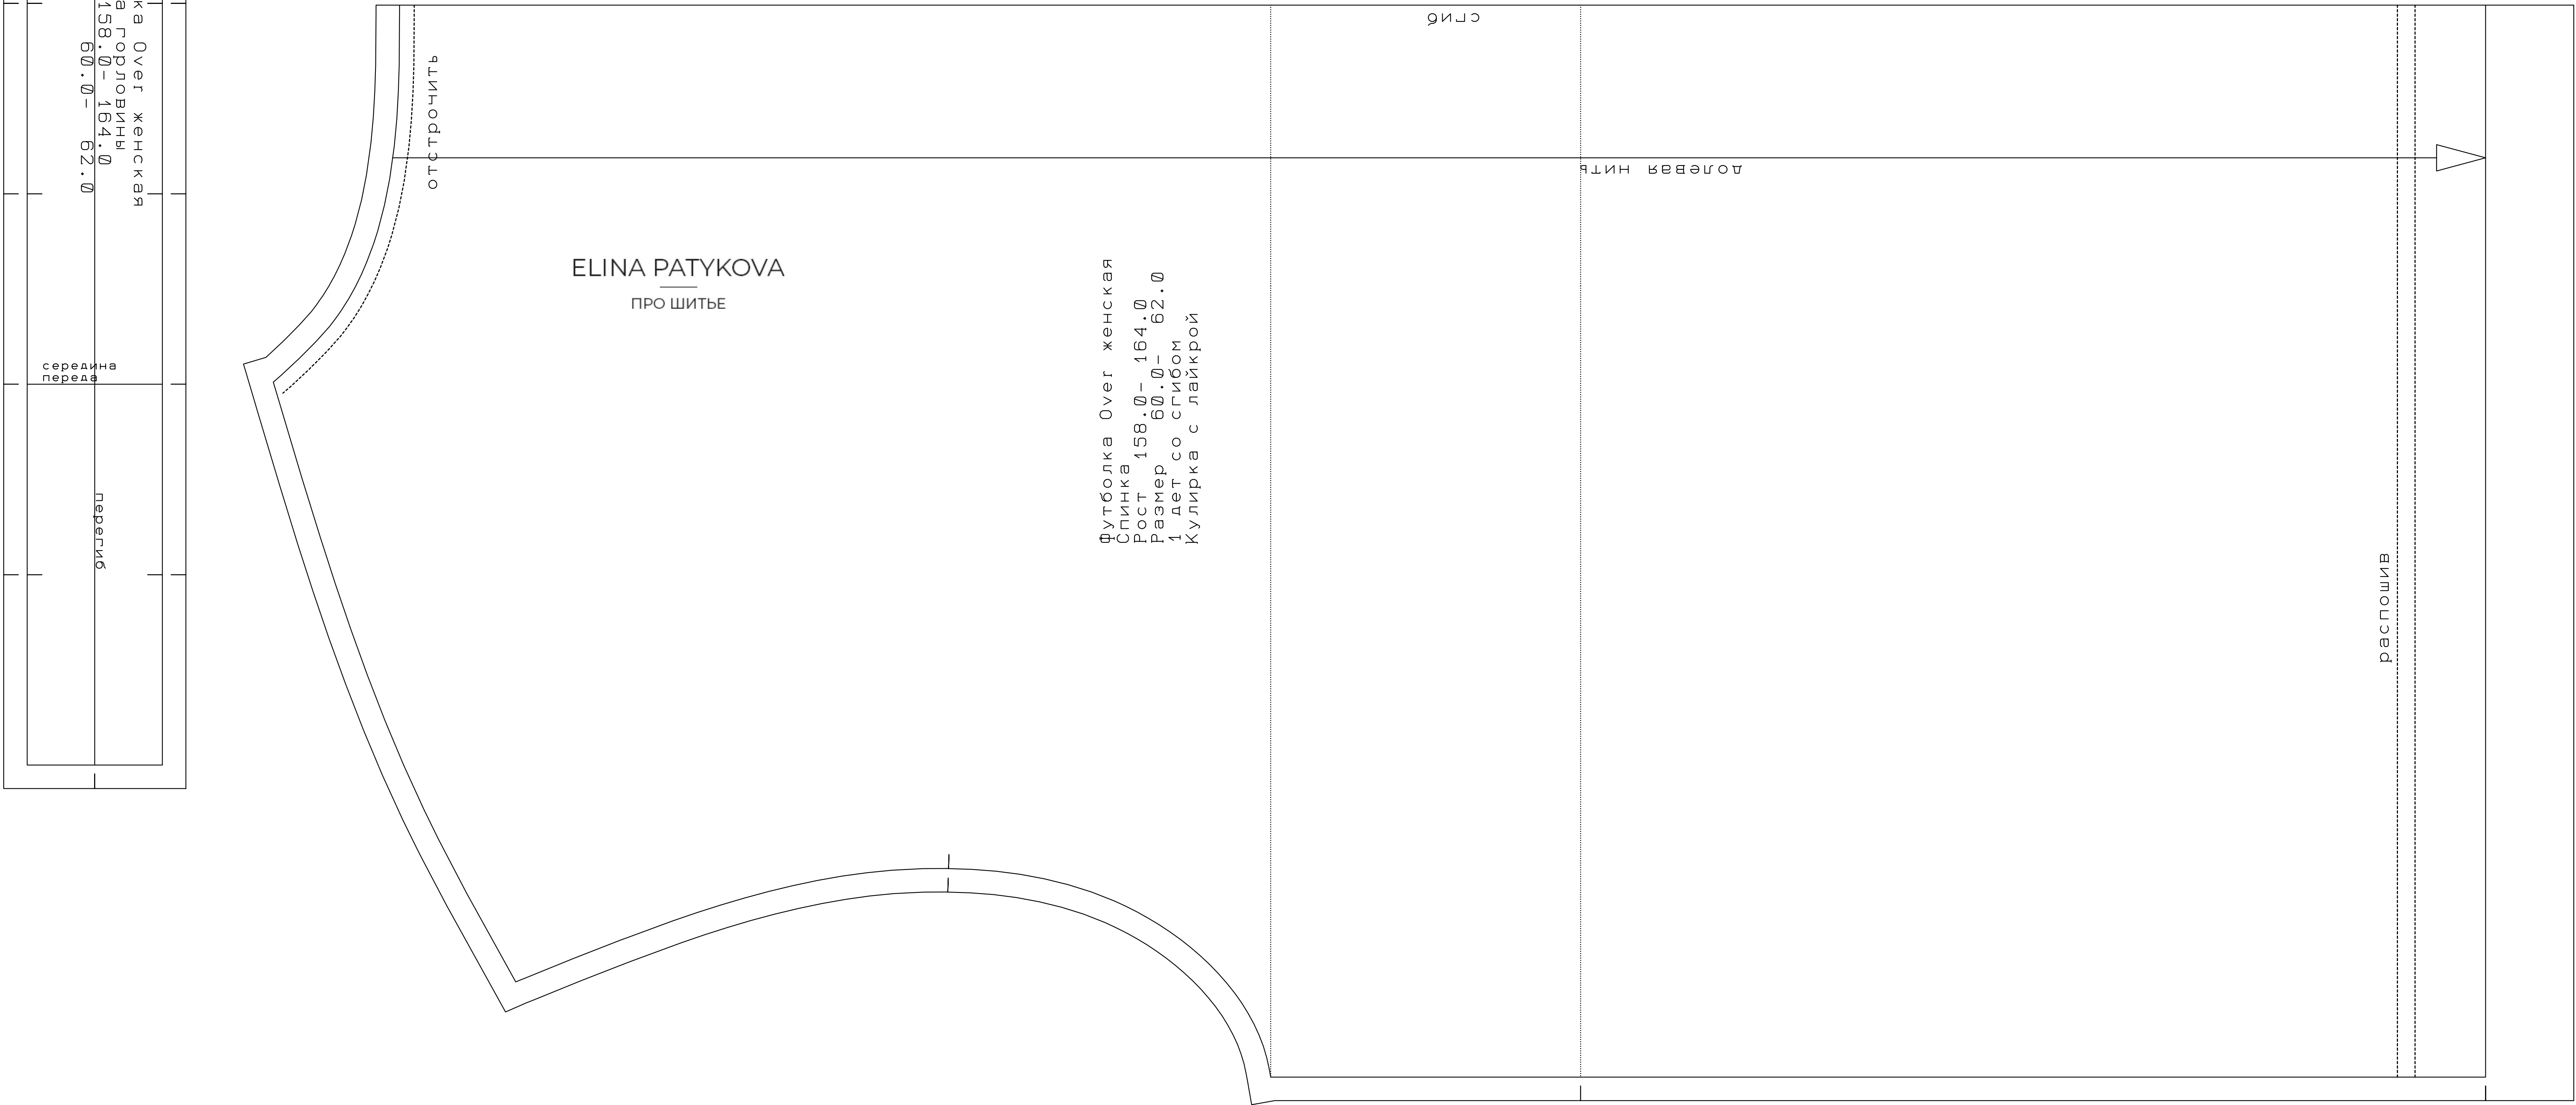 ка Over женская
а горловины
158.0- 164.0
60.0- 62.0
середина
переда
перегиб
отстрочить
сгиб
долевая нить
ELINA PATYKOVA
ПРО ШИТЬЕ
Футболка Over женская
Спинка
Рост 158.0- 164.0
Размер 60.0- 62.0
1 дет со сгибом
Кулирка с лайкрой
распошив